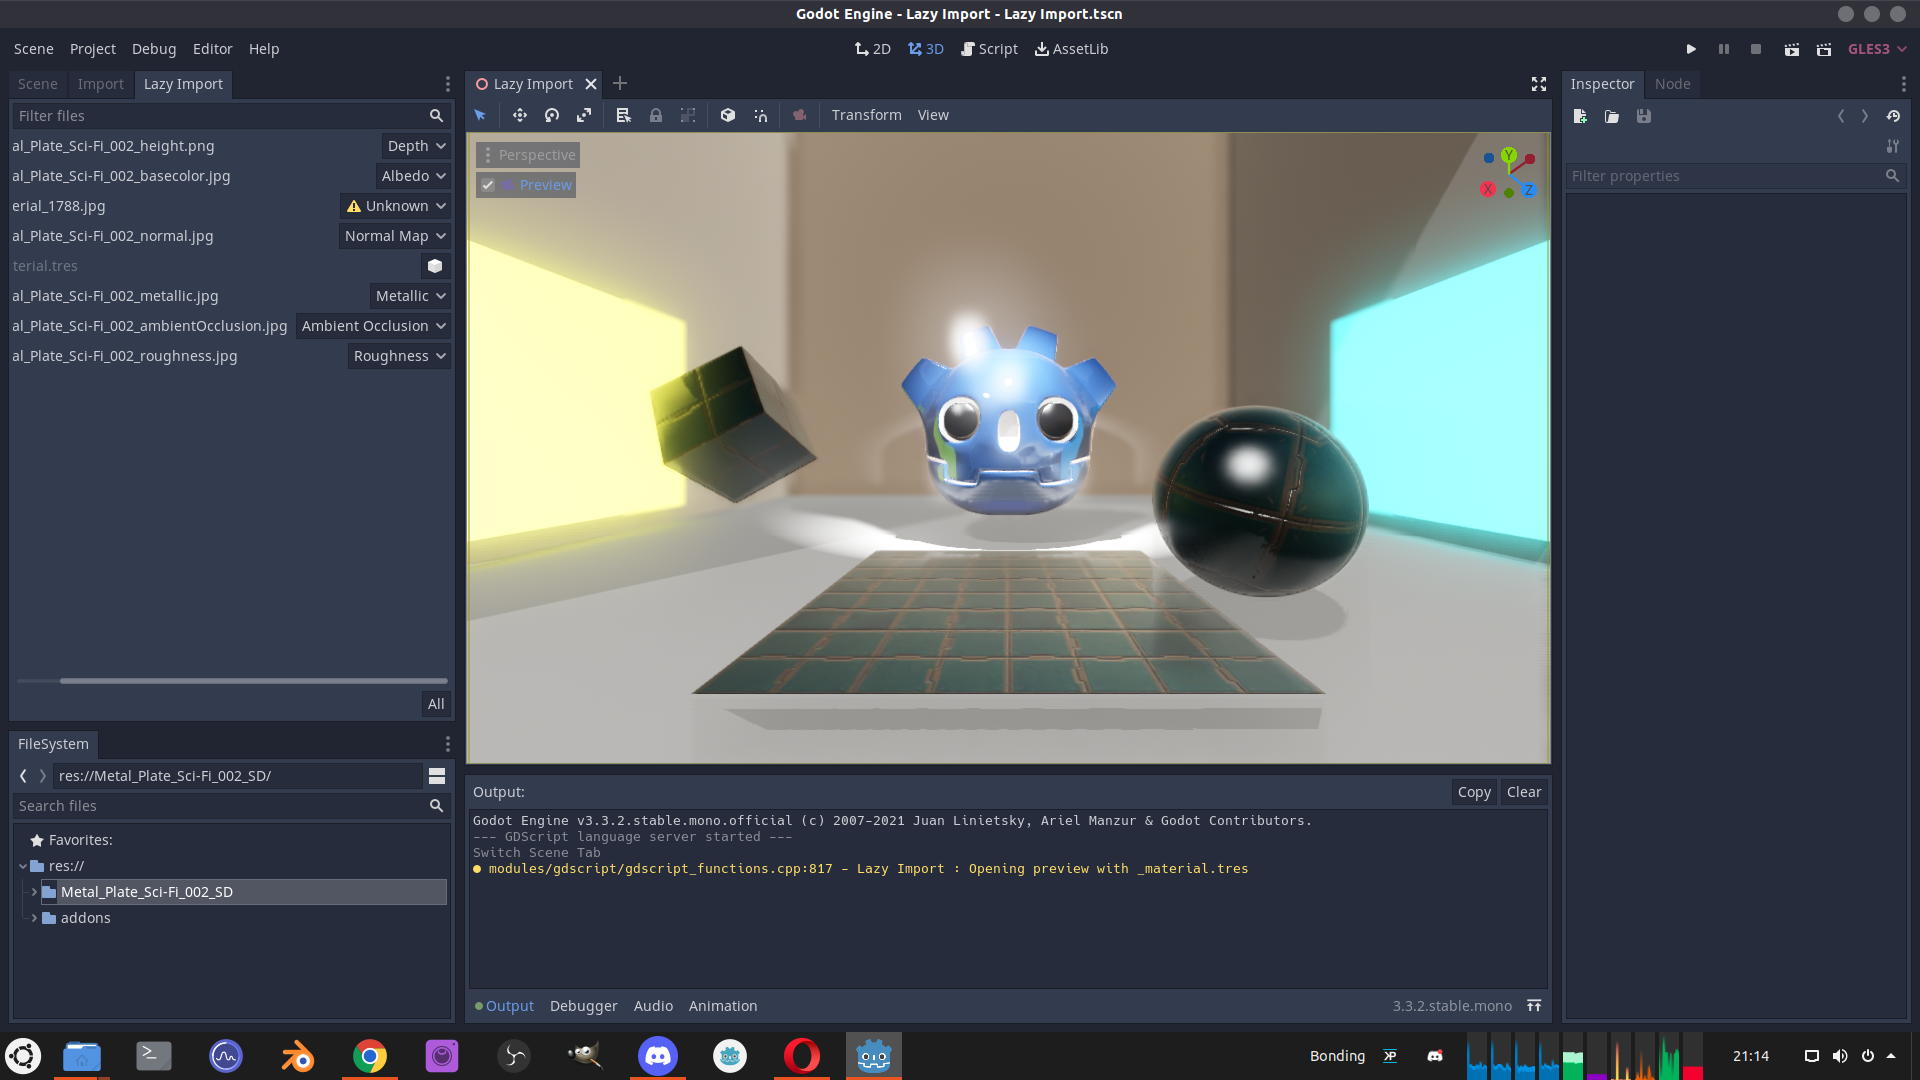 Godot Engine - Lazy Import - Lazy Import.tscn
Scene Project Debug Editor Help
2D 3D Script AssetLib
GLES3
Scene Import Lazy Import
Filter files
al_Plate_Sci-Fi_002_height.png Depth
al_Plate_Sci-Fi_002_basecolor.jpg Albedo
erial_1788.jpg Unknown
al_Plate_Sci-Fi_002_normal.jpg Normal Map
terial.tres
al_Plate_Sci-Fi_002_metallic.jpg Metallic
al_Plate_Sci-Fi_002_ambientOcclusion.jpg Ambient Occlusion
al_Plate_Sci-Fi_002_roughness.jpg Roughness
All
FileSystem
res://Metal_Plate_Sci-Fi_002_SD/
Search files
Favorites:
res://
Metal_Plate_Sci-Fi_002_SD
addons
Lazy Import
Transform View
Perspective
Preview
Y
X
Z
Output:
Copy Clear
Godot Engine v3.3.2.stable.mono.official (c) 2007-2021 Juan Linietsky, Ariel Manzur & Godot Contributors.
--- GDScript language server started ---
Switch Scene Tab
modules/gdscript/gdscript_functions.cpp:817 - Lazy Import : Opening preview with _material.tres
Output Debugger Audio Animation
3.3.2.stable.mono
Inspector Node
Filter properties
Bonding
21:14